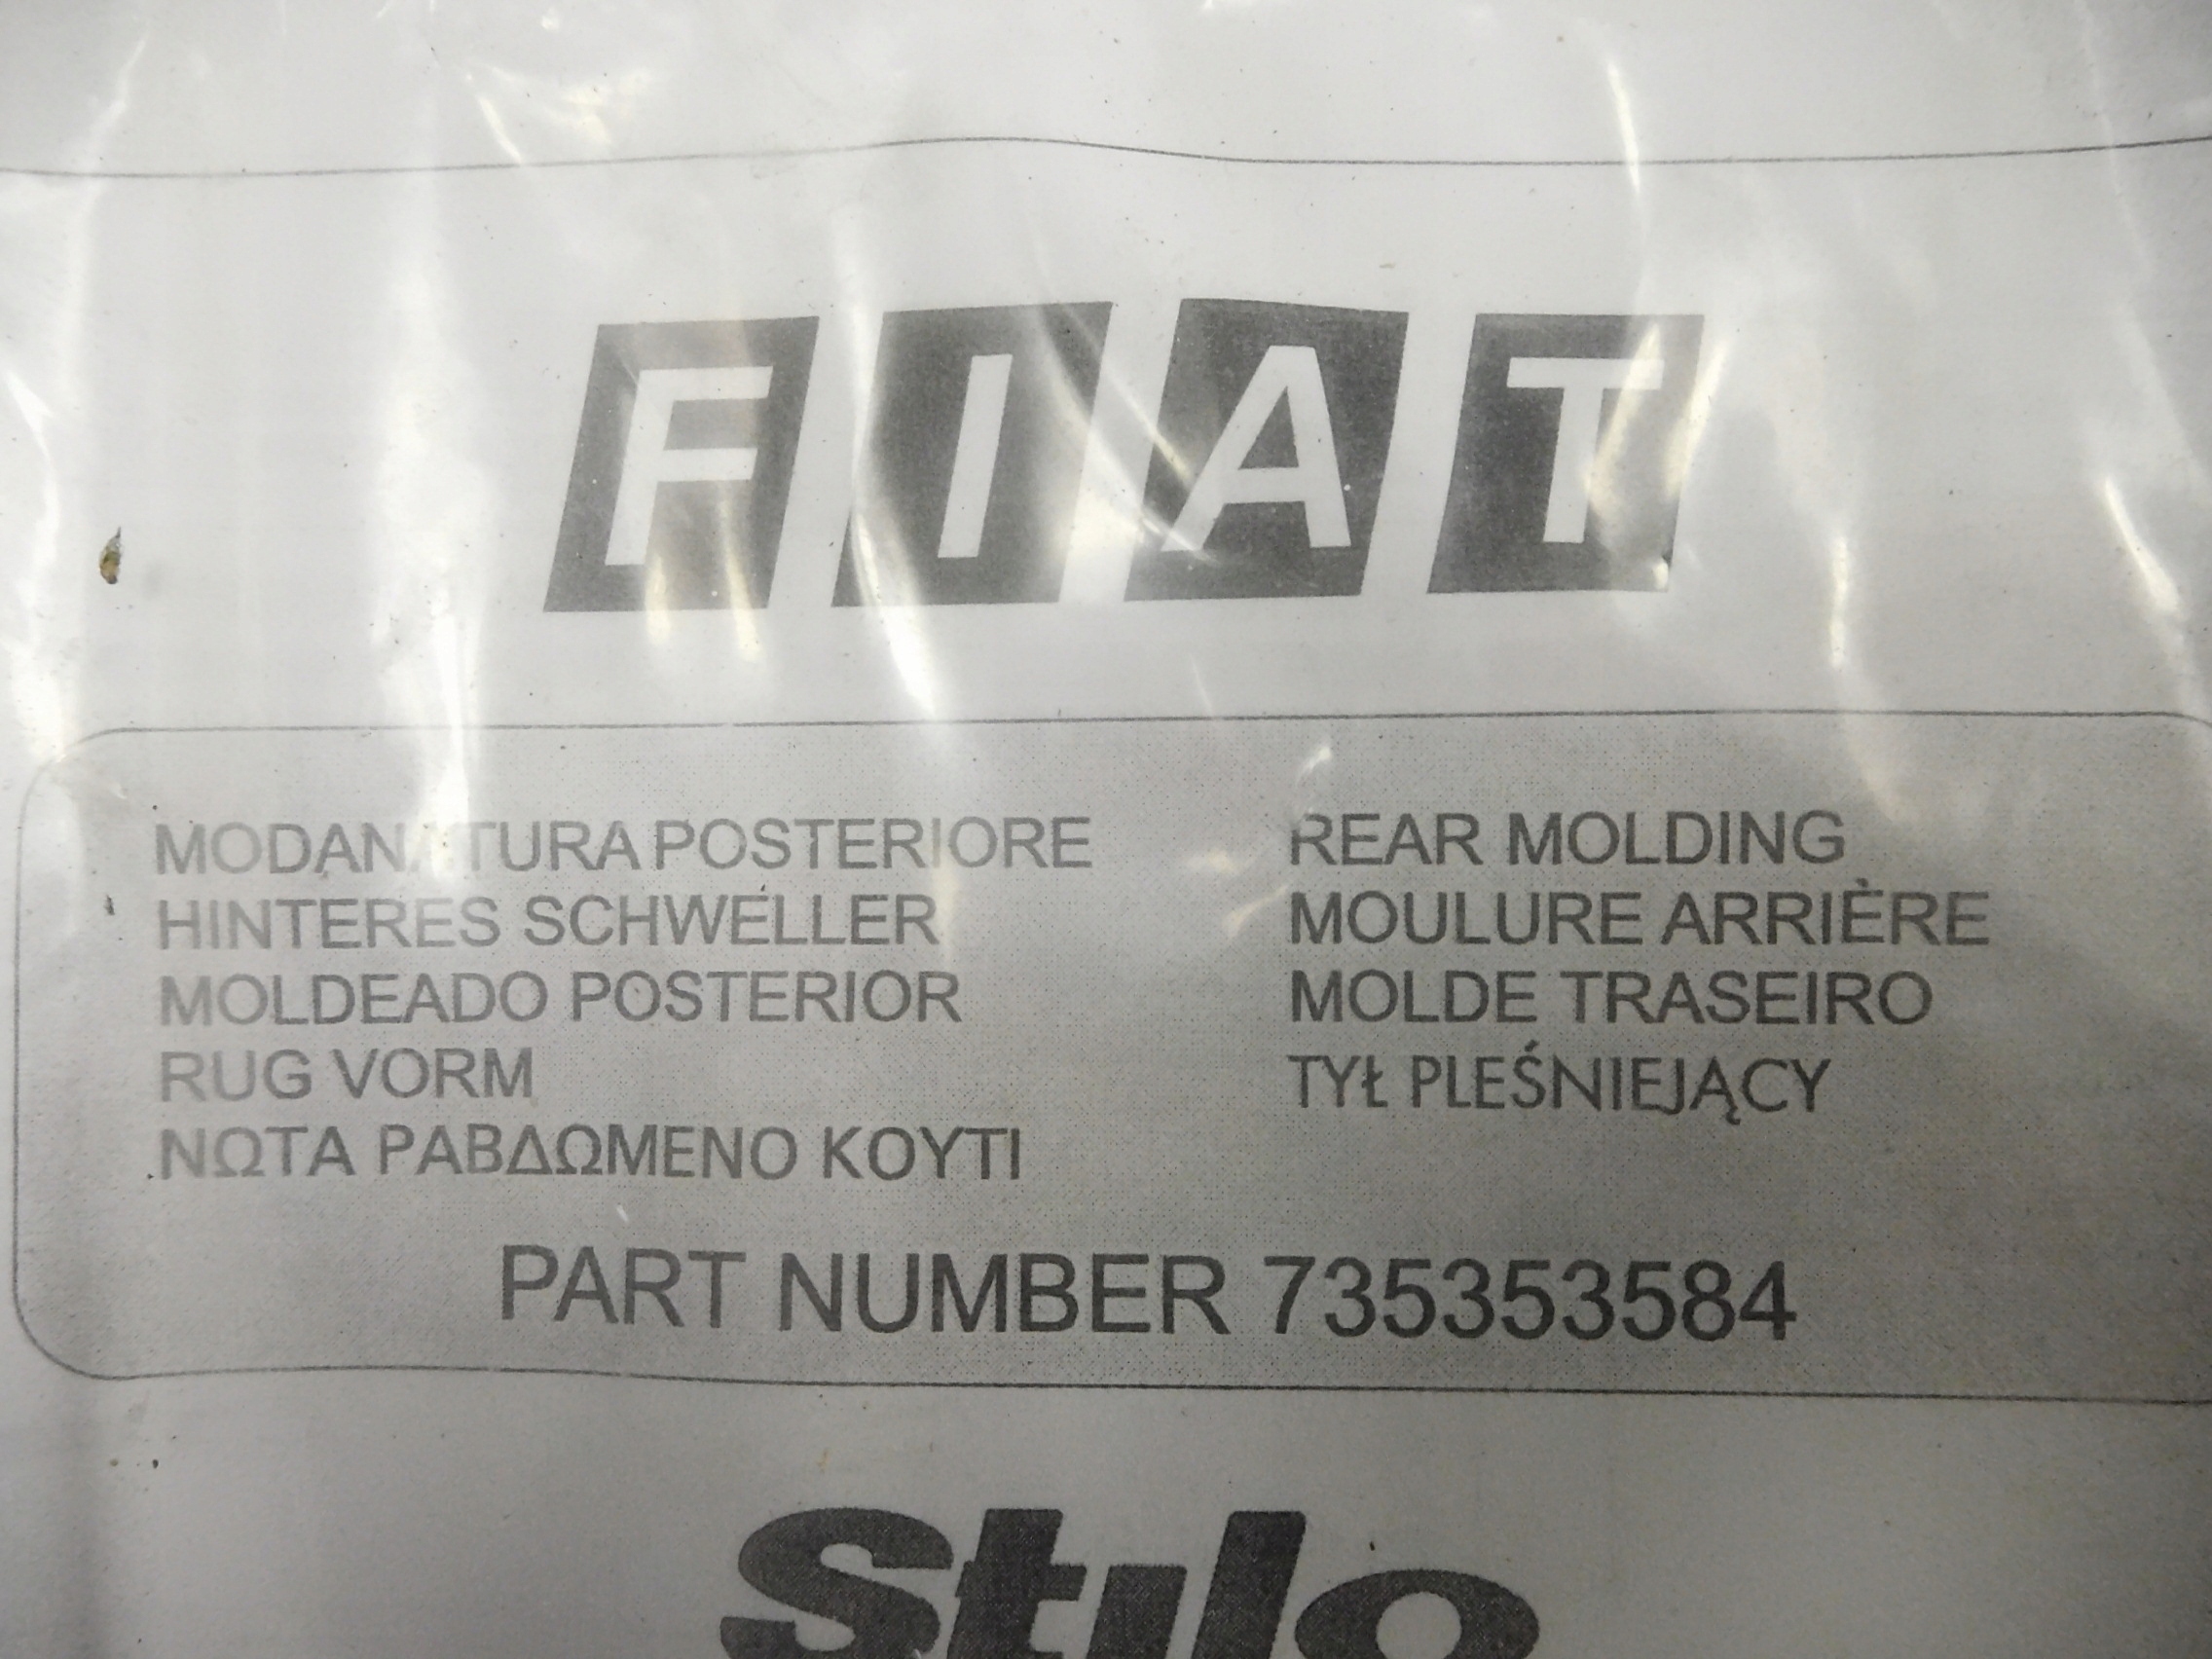 FIAT
MODANATURA POSTERIORE
HINTERES SCHWELLER
MOLDEADO POSTERIOR
RUG VORM
ΝΩΤΑ ΡΑΒΔΩΜΕΝΟ ΚΟΥΤΙ
REAR MOLDING
MOULURE ARRIÈRE
MOLDE TRASEIRO
TYŁ PLEŚNIEJĄCY
PART NUMBER 735353584
Stilo